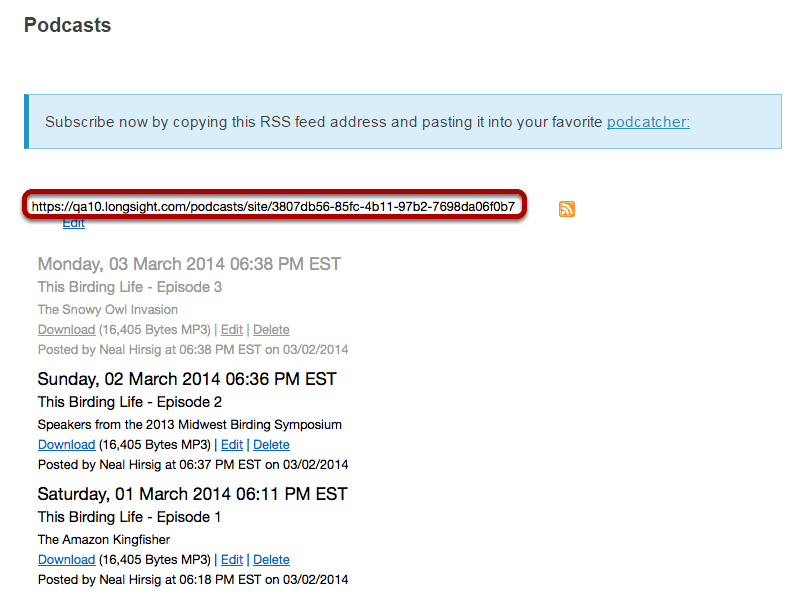 Podcasts
Subscribe now by copying this RSS feed address and pasting it into your favorite podcatcher:
https://qa10.longsight.com/podcasts/site/3807db56-85fc-4b11-97b2-7698da06f0b7
Edit
Monday, 03 March 2014 06:38 PM EST
This Birding Life - Episode 3
The Snowy Owl Invasion
Download (16,405 Bytes MP3) | Edit | Delete
Posted by Neal Hirsig at 06:38 PM EST on 03/02/2014
Sunday, 02 March 2014 06:36 PM EST
This Birding Life - Episode 2
Speakers from the 2013 Midwest Birding Symposium
Download (16,405 Bytes MP3) | Edit | Delete
Posted by Neal Hirsig at 06:37 PM EST on 03/02/2014
Saturday, 01 March 2014 06:11 PM EST
This Birding Life - Episode 1
The Amazon Kingfisher
Download (16,405 Bytes MP3) | Edit | Delete
Posted by Neal Hirsig at 06:18 PM EST on 03/02/2014